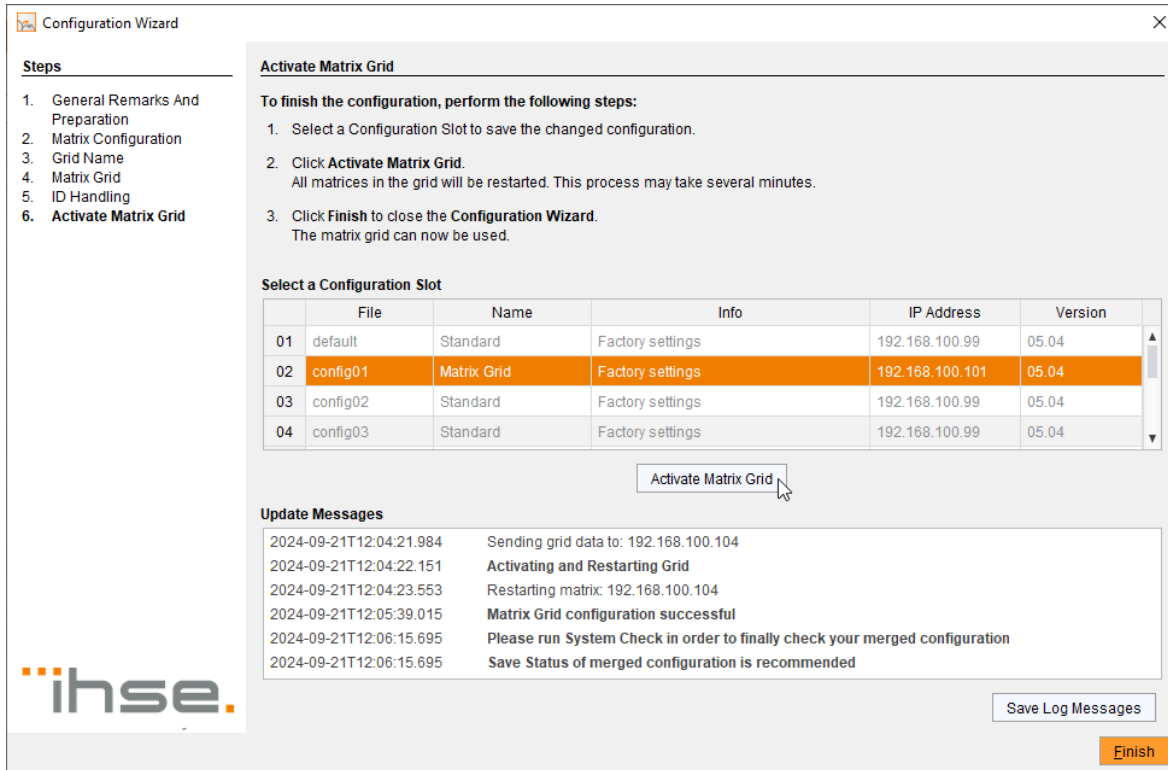 Configuration Wizard
Steps
1. General Remarks And
Preparation
2. Matrix Configuration
3. Grid Name
4. Matrix Grid
5. ID Handling
6. Activate Matrix Grid
ihse.
Activate Matrix Grid
To finish the configuration, perform the following steps:
1. Select a Configuration Slot to save the changed configuration.
2. Click Activate Matrix Grid.
All matrices in the grid will be restarted. This process may take several minutes.
3. Click Finish to close the Configuration Wizard.
The matrix grid can now be used.
Select a Configuration Slot
File Name Info IP Address Version
01 default Standard Factory settings 192.168.100.99 05.04
02 config01 Matrix Grid Factory settings 192.168.100.101 05.04
03 config02 Standard Factory settings 192.168.100.99 05.04
04 config03 Standard Factory settings 192.168.100.99 05.04
Activate Matrix Grid
Update Messages
2024-09-21T12:04:21.984 Sending grid data to: 192.168.100.104
2024-09-21T12:04:22.151 Activating and Restarting Grid
2024-09-21T12:04:23.553 Restarting matrix: 192.168.100.104
2024-09-21T12:05:39.015 Matrix Grid configuration successful
2024-09-21T12:06:15.695 Please run System Check in order to finally check your merged configuration
2024-09-21T12:06:15.695 Save Status of merged configuration is recommended
Save Log Messages
Finish